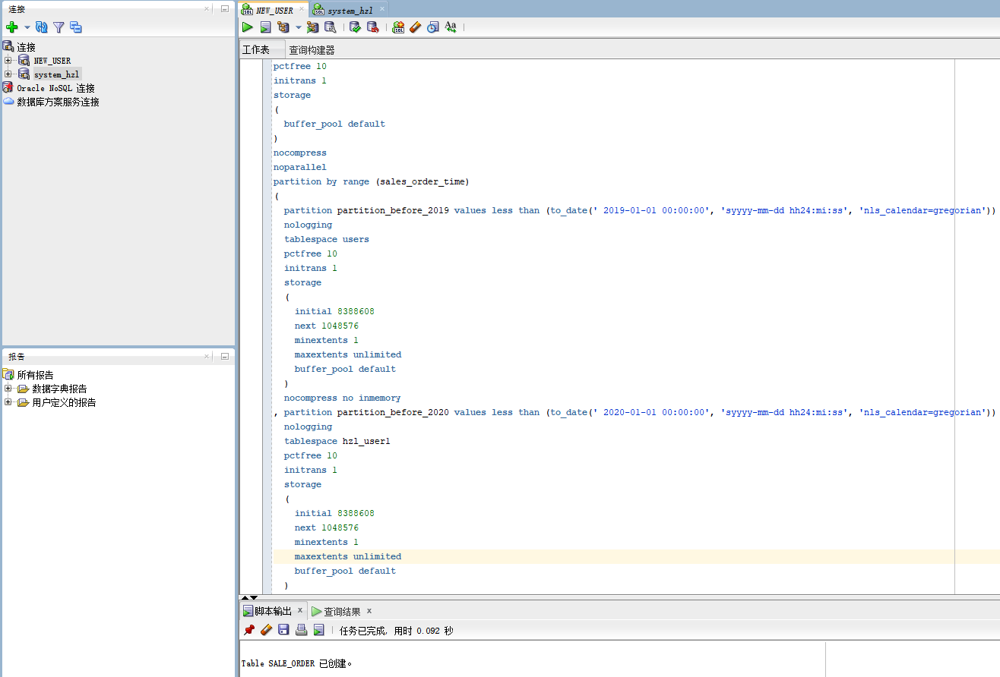 连接
连接
NEW_USER
system_hzl
Oracle NoSQL 连接
数据库方案服务连接
报告
所有报告
数据字典报告
用户定义的报告
NEW_USER
system_hzl
工作表
查询构建器
pctfree 10
initrans 1
storage
(
buffer_pool default
)
nocompress
noparallel
partition by range (sales_order_time)
(
partition partition_before_2019 values less than (to_date(' 2019-01-01 00:00:00', 'syyyy-mm-dd hh24:mi:ss', 'nls_calendar=gregorian'))
nologging
tablespace users
pctfree 10
initrans 1
storage
(
initial 8388608
next 1048576
minextents 1
maxextents unlimited
buffer_pool default
)
nocompress no inmemory
, partition partition_before_2020 values less than (to_date(' 2020-01-01 00:00:00', 'syyyy-mm-dd hh24:mi:ss', 'nls_calendar=gregorian'))
nologging
tablespace hzl_user1
pctfree 10
initrans 1
storage
(
initial 8388608
next 1048576
minextents 1
maxextents unlimited
buffer_pool default
)
脚本输出
查询结果
任务已完成, 用时 0.092 秒
Table SALE_ORDER 已创建。